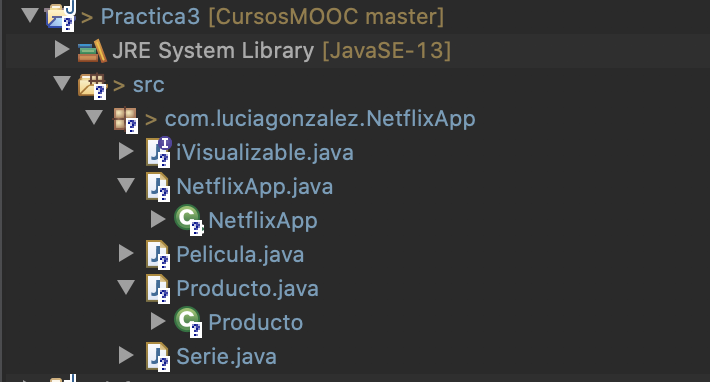 > Practica3 [CursosMOOC master]
JRE System Library [JavaSE-13]
> src
> com.luciagonzalez.NetflixApp
iVisualizable.java
NetflixApp.java
NetflixApp
Pelicula.java
Producto.java
Producto
Serie.java